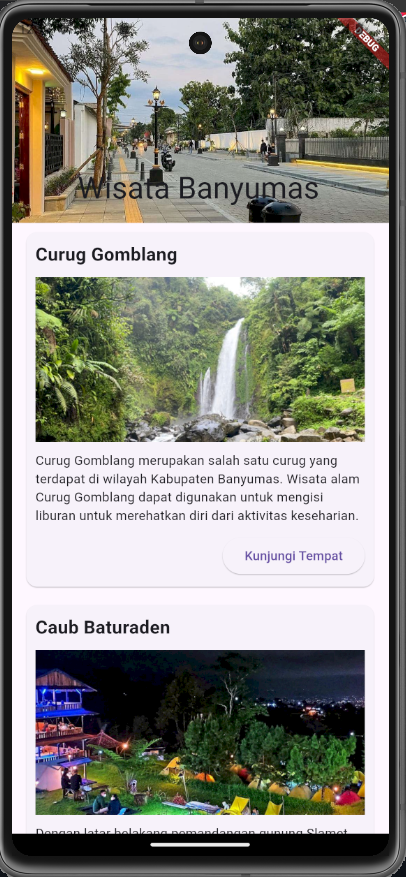 DEBUG
Wisata Banyumas
Curug Gomblang
Curug Gomblang merupakan salah satu curug yang
terdapat di wilayah Kabupaten Banyumas. Wisata alam
Curug Gomblang dapat digunakan untuk mengisi
liburan untuk merehatkan diri dari aktivitas keseharian.
Kunjungi Tempat
Caub Baturaden
Dengan latar belakang pemandangan gunung Slamet